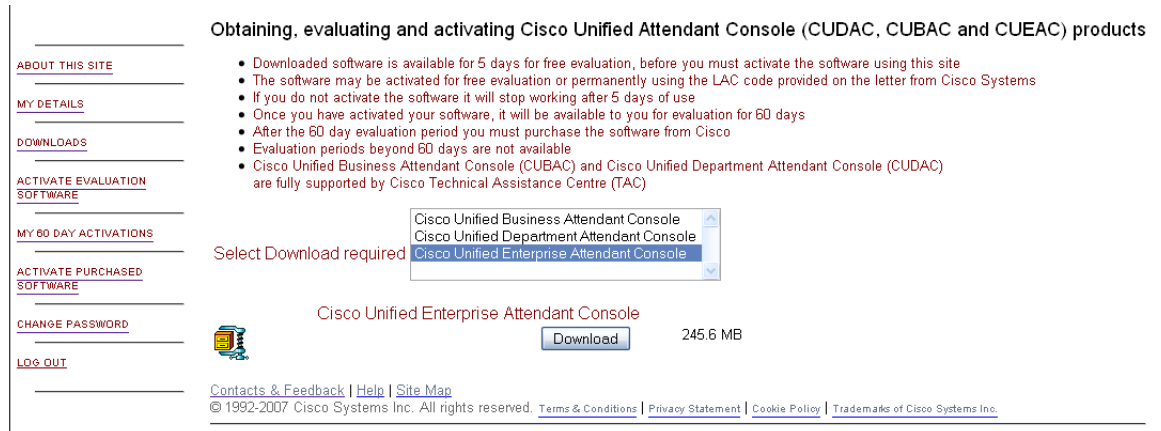 Obtaining, evaluating and activating Cisco Unified Attendant Console (CUDAC, CUBAC and CUEAC) products
ABOUT THIS SITE
MY DETAILS
DOWNLOADS
ACTIVATE EVALUATION
SOFTWARE
MY 60 DAY ACTIVATIONS
ACTIVATE PURCHASED
SOFTWARE
CHANGE PASSWORD
LOG OUT
• Downloaded software is available for 5 days for free evaluation, before you must activate the software using this site
• The software may be activated for free evaluation or permanently using the LAC code provided on the letter from Cisco Systems
• If you do not activate the software it will stop working after 5 days of use
• Once you have activated your software, it will be available to you for evaluation for 60 days
• After the 60 day evaluation period you must purchase the software from Cisco
• Evaluation periods beyond 60 days are not available
• Cisco Unified Business Attendant Console (CUBAC) and Cisco Unified Department Attendant Console (CUDAC)
are fully supported by Cisco Technical Assistance Centre (TAC)
Select Download required
Cisco Unified Business Attendant Console
Cisco Unified Department Attendant Console
Cisco Unified Enterprise Attendant Console
Cisco Unified Enterprise Attendant Console
Download 245.6 MB
Contacts & Feedback | Help | Site Map
© 1992-2007 Cisco Systems Inc. All rights reserved. Terms & Conditions | Privacy Statement | Cookie Policy | Trademarks of Cisco Systems Inc.